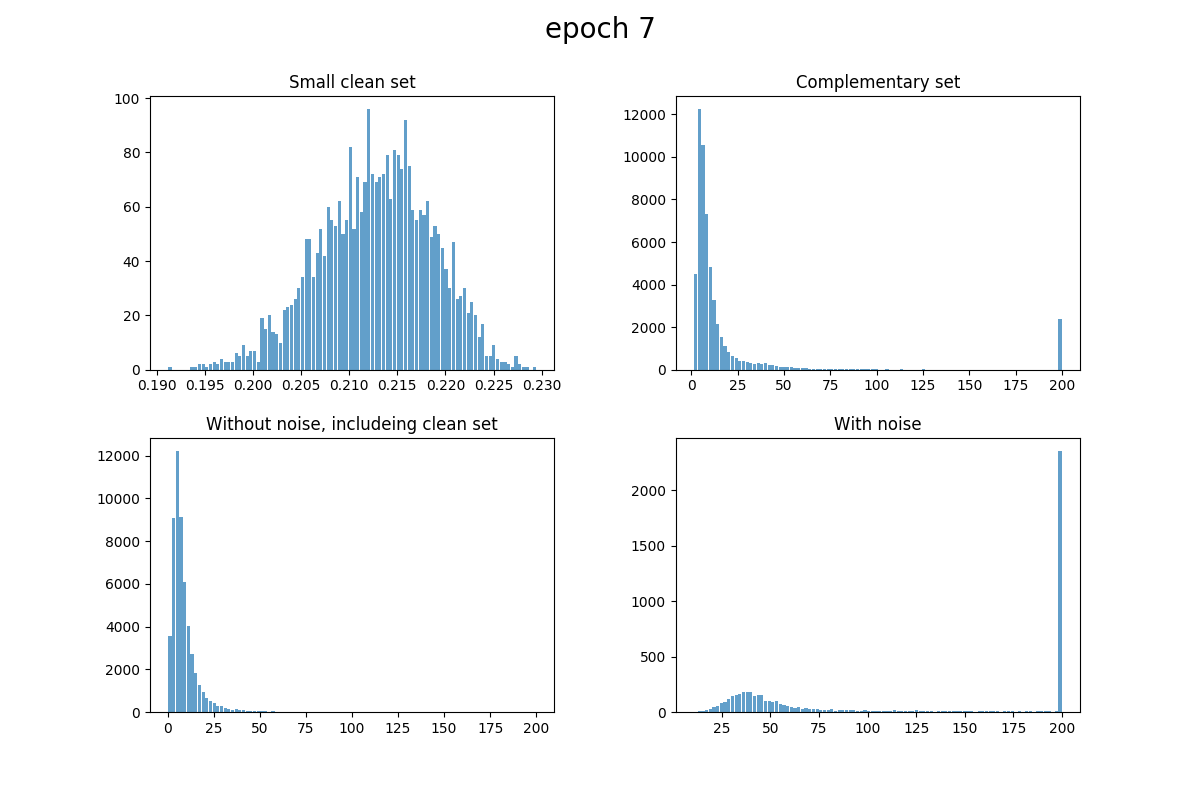 epoch 7
Small clean set
100
80
60
40
20
0
0.190 0.195 0.200 0.205 0.210 0.215 0.220 0.225 0.230
Complementary set
12000
10000
8000
6000
4000
2000
0
0 25 50 75 100 125 150 175 200
Without noise, includeing clean set
12000
10000
8000
6000
4000
2000
0
0 25 50 75 100 125 150 175 200
With noise
2000
1500
1000
500
0
25 50 75 100 125 150 175 200